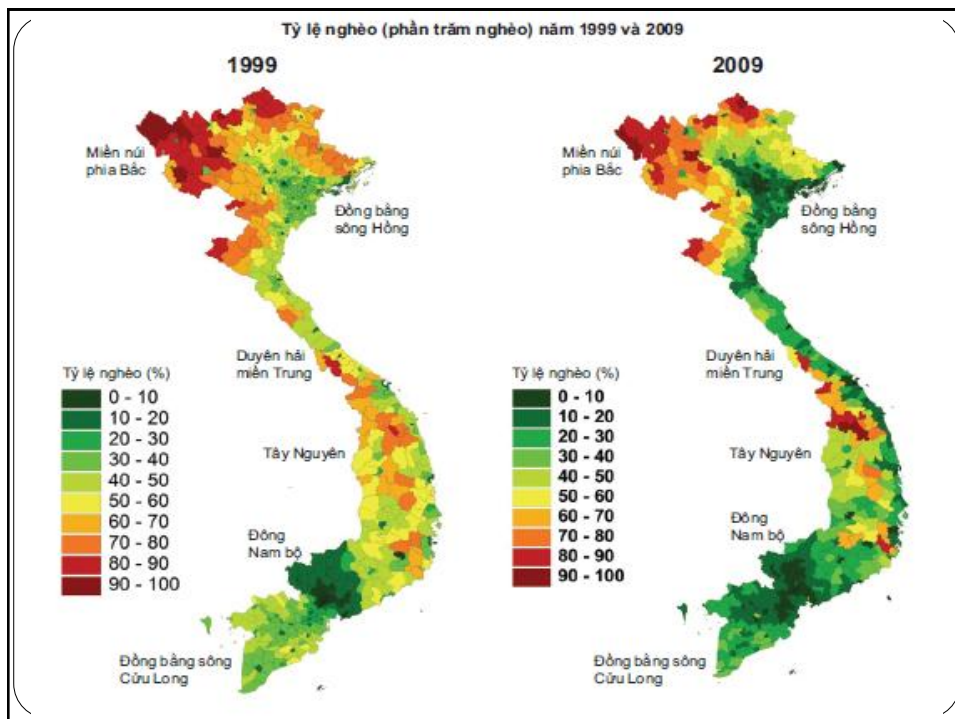 Tỷ lệ nghèo (phần trăm nghèo) năm 1999 và 2009
1999
Miền núi
phia Bắc
Đồng bằng
sông Hồng
Duyên hải
miền Trung
Tỷ lệ nghèo (%)
0 - 10
10 - 20
20 - 30
30 - 40
40 - 50
50 - 60
60 - 70
70 - 80
80 - 90
90 - 100
Tây Nguyên
Đông
Nam bộ
Đồng bằng sông
Cửu Long
2009
Miền núi
phia Bắc
Đồng bằng
sông Hồng
Duyên hải
miền Trung
Tỷ lệ nghèo (%)
0 - 10
10 - 20
20 - 30
30 - 40
40 - 50
50 - 60
60 - 70
70 - 80
80 - 90
90 - 100
Tây Nguyên
Đông
Nam bộ
Đồng bằng sông
Cửu Long